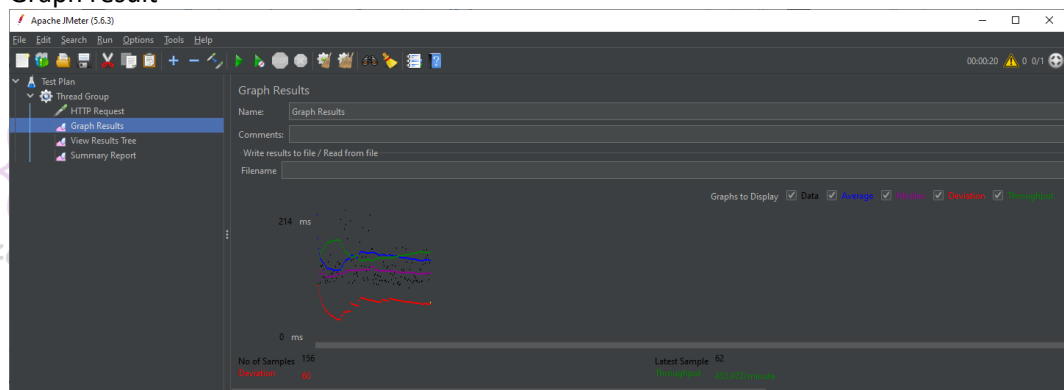 Graph result
Apache JMeter (5.6.3)
File Edit Search Run Options Tools Help
00:00:20 0 0/1
Test Plan
Thread Group
HTTP Request
Graph Results
View Results Tree
Summary Report
Graph Results
Name: Graph Results
Comments:
Write results to file / Read from file
Filename
Graphs to Display Data Average Median Deviation Throughput
214 ms
0 ms
No of Samples 156
Latest Sample 62
Deviation 60
Throughput